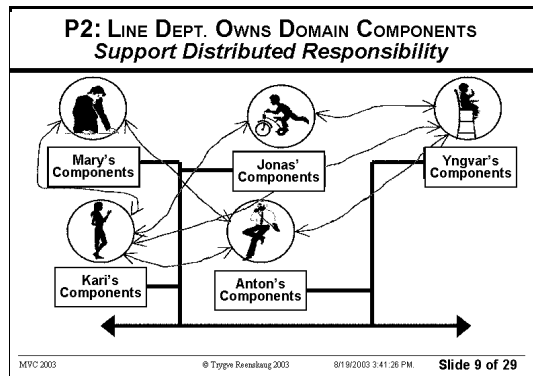 P2: LINE DEPT. OWNS DOMAIN COMPONENTS
Support Distributed Responsibility
Mary's
Components
Jonas'
Components
Yngvar's
Components
Kari's
Components
Anton's
Components
MVC 2003
© Trygve Reenskaug 2003
8/19/2003 3:41:26 PM.
Slide 9 of 29